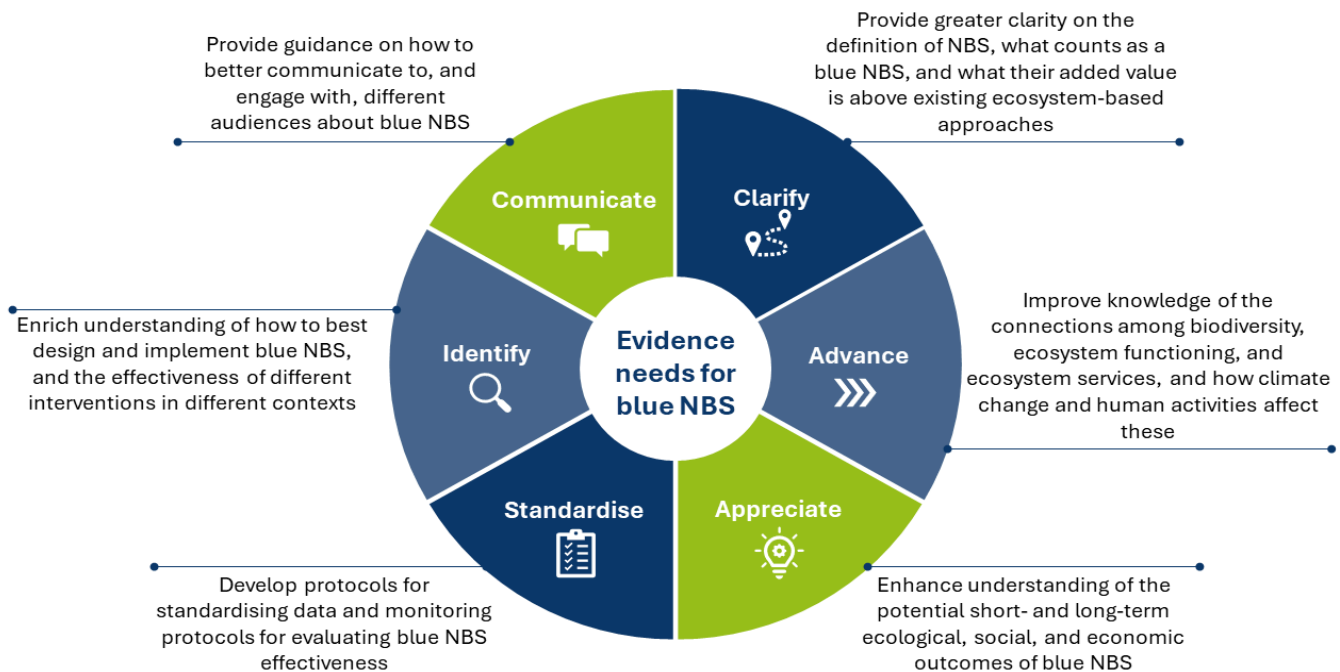 Provide guidance on how to
better communicate to, and
engage with, different
audiences about blue NBS
Provide greater clarity on the
definition of NBS, what counts as a
blue NBS, and what their added value
is above existing ecosystem-based
approaches
Communicate
Clarify
Enrich understanding of how to best
design and implement blue NBS,
and the effectiveness of different
interventions in different contexts
Identify
Evidence
needs for
blue NBS
Advance
Improve knowledge of the
connections among biodiversity,
ecosystem functioning, and
ecosystem services, and how climate
change and human activities affect
these
Standardise
Appreciate
Develop protocols for
standardising data and monitoring
protocols for evaluating blue NBS
effectiveness
Enhance understanding of the
potential short- and long-term
ecological, social, and economic
outcomes of blue NBS